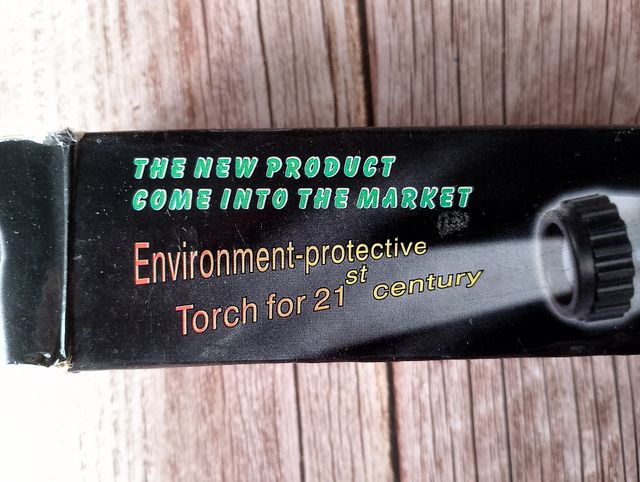 THE NEW PRODUCT
COME INTO THE MARKET
Environment-protective
Torch for 21st century